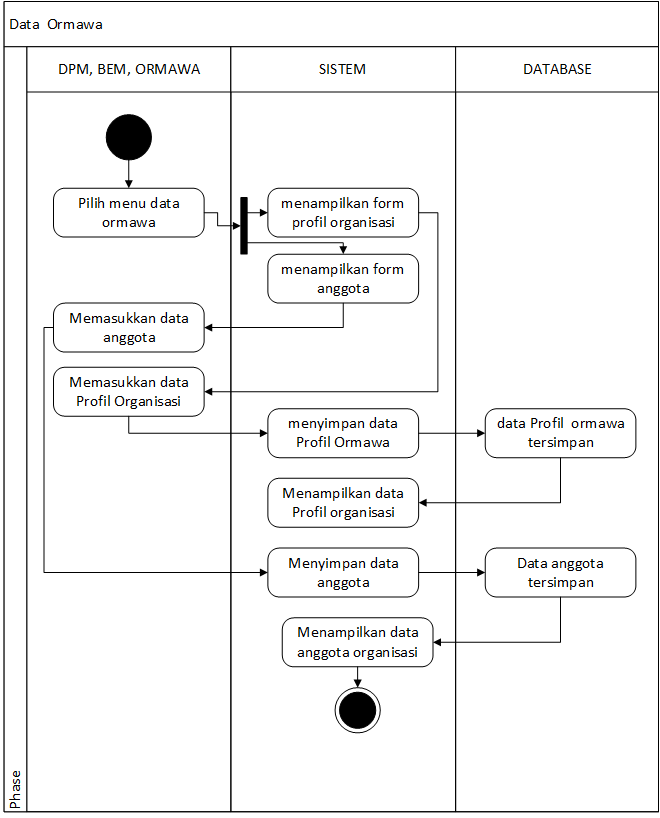 Data Ormawa
DPM, BEM, ORMAWA
SISTEM
DATABASE
Pilih menu data
ormawa
menampilkan form
profil organisasi
menampilkan form
anggota
Memasukkan data
anggota
Memasukkan data
Profil Organisasi
menyimpan data
Profil Ormawa
data Profil ormawa
tersimpan
Menampilkan data
Profil organisasi
Menyimpan data
anggota
Data anggota
tersimpan
Menampilkan data
anggota organisasi
Phase